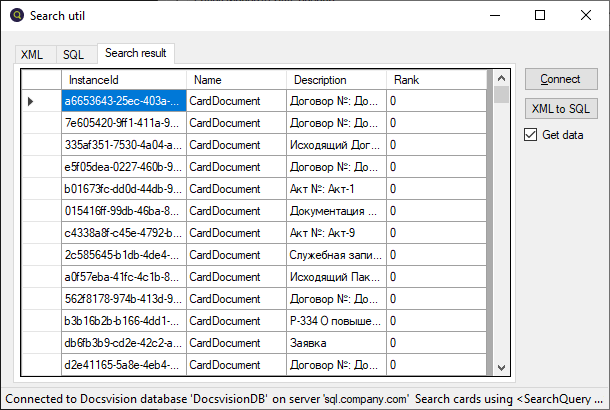 Search util
XML SQL Search result
InstanceId Name Description Rank
a6653643-25ec-403a-... CardDocument Договор №: До... 0
7e605420-9ff1-411a-9... CardDocument Договор №: До... 0
335af351-7530-4a04-a... CardDocument Исходящий Дог... 0
e5f05dea-0227-460b-9... CardDocument Договор №: До... 0
b01673fc-dd0d-44db-9... CardDocument Акт №: Акт-1 0
015416ff-99db-46ba-8... CardDocument Документация ... 0
c4338a8f-c45e-4792-b... CardDocument Акт №: Акт-9 0
2c585645-b1db-4de4-... CardDocument Служебная запи... 0
a0f57eba-41fc-4c1b-8... CardDocument Исходящий Пак... 0
562f8178-974b-413d-9... CardDocument Договор №: До... 0
b3b16b2b-b166-4dd1-... CardDocument Р-334 О повыше... 0
db6fb3b9-cd2e-42c2-a... CardDocument Заявка 0
d2e41165-5a8e-4eb4-... CardDocument Договор №: До... 0
Connect
XML to SQL
Get data
Connected to Docsvision database 'DocsvisionDB' on server 'sql.company.com' Search cards using <SearchQuery ...